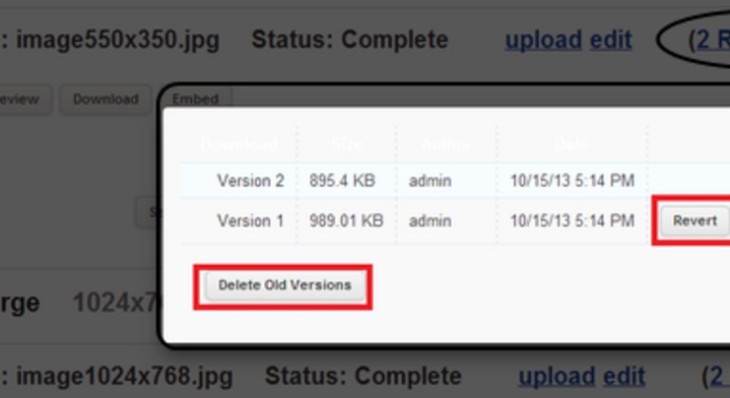 : image550x350.jpg Status: Complete upload edit (2 R
eview Download Embed
Download Size Author Date
Version 2 895.4 KB admin 10/15/13 5:14 PM
Version 1 989.01 KB admin 10/15/13 5:14 PM Revert
Delete Old Versions
rge 1024x7
: image1024x768.jpg Status: Complete upload edit (2